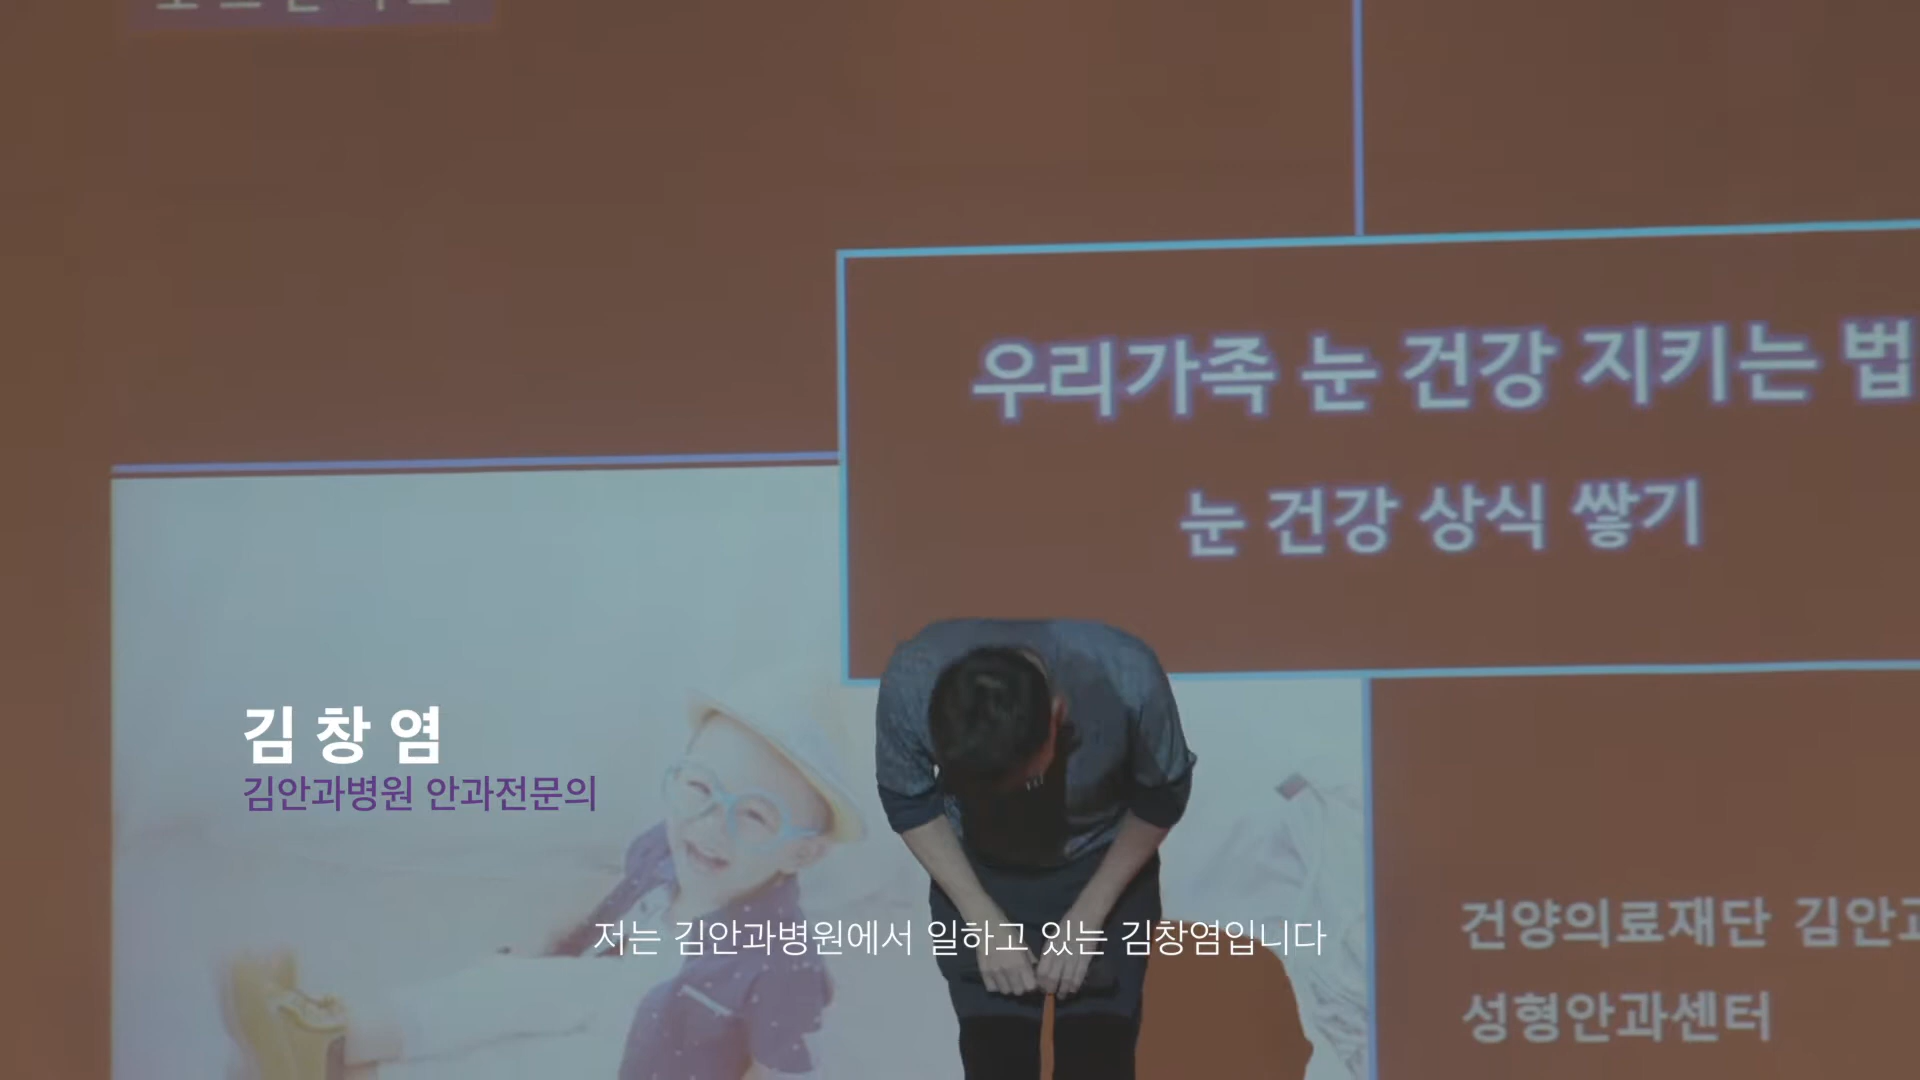 우리가족 눈 건강 지키는 법
눈 건강 상식 쌓기
김창염
김안과병원 안과전문의
저는 김안과병원에서 일하고 있는 김창염입니다
건양의료재단 김안과
성형안과센터